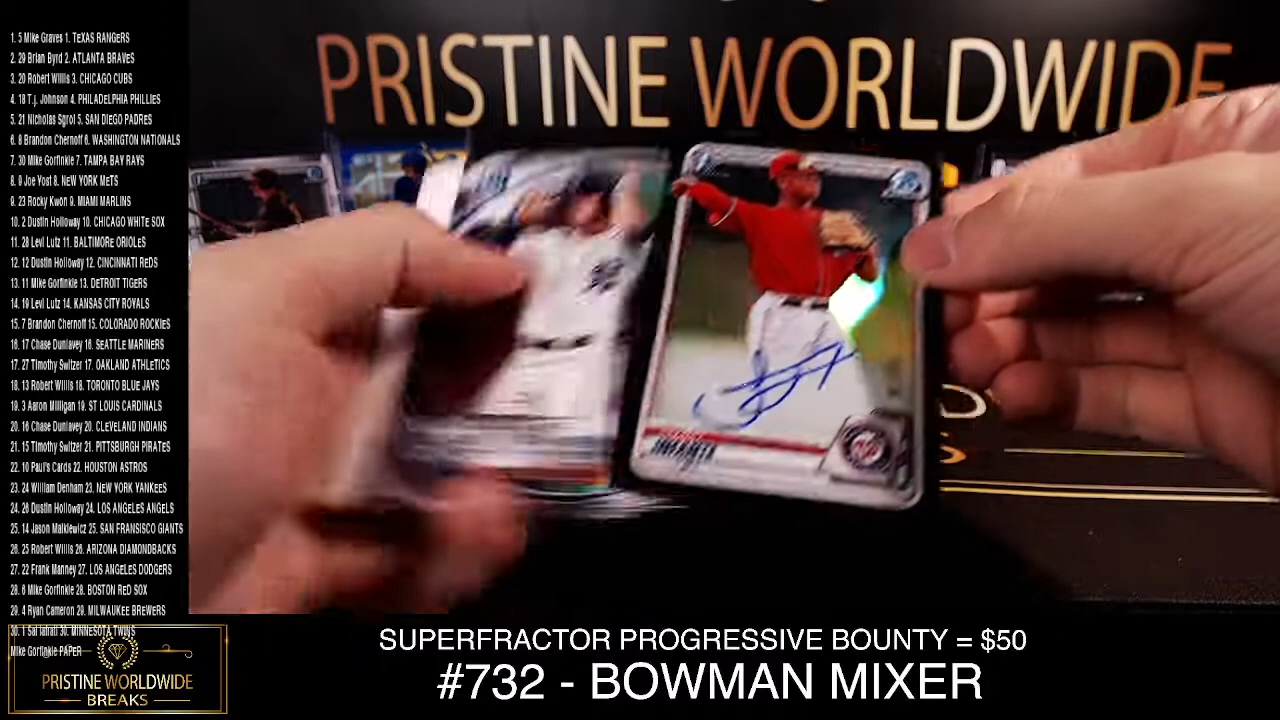 1. 5 Mike Graves 1. TEXAS RANGERS
2. 29 Brian Byrd 2. ATLANTA BRAVES
3. 20 Robert Willis 3. CHICAGO CUBS
4. 18 T.j. Johnson 4. PHILADELPHIA PHILLIES
5. 21 Nicholas Sgroi 5. SAN DIEGO PADRES
6. 8 Brandon Chernoff 6. WASHINGTON NATIONALS
7. 30 Mike Gorfinkle 7. TAMPA BAY RAYS
8. 9 Joe Yost 8. NEW YORK METS
9. 23 Rocky Kwon 9. MIAMI MARLINS
10. 2 Dustin Holloway 10. CHICAGO WHITE SOX
11. 28 Levi Lutz 11. BALTIMORE ORIOLES
12. 12 Dustin Holloway 12. CINCINNATI REDS
13. 11 Mike Gorfinkle 13. DETROIT TIGERS
14. 19 Levi Lutz 14. KANSAS CITY ROYALS
15. 7 Brandon Chernoff 15. COLORADO ROCKIES
16. 17 Chase Dunlavey 16. SEATTLE MARINERS
17. 27 Timothy Switzer 17. OAKLAND ATHLETICS
18. 13 Robert Willis 18. TORONTO BLUE JAYS
19. 3 Aaron Milligan 19. ST LOUIS CARDINALS
20. 16 Chase Dunlavey 20. CLEVELAND INDIANS
21. 15 Timothy Switzer 21. PITTSBURGH PIRATES
22. 10 Paul's Cards 22. HOUSTON ASTROS
23. 24 William Denham 23. NEW YORK YANKEES
24. 26 Dustin Holloway 24. LOS ANGELES ANGELS
25. 14 Jason Malkiewicz 25. SAN FRANSISCO GIANTS
26. 25 Robert Willis 26. ARIZONA DIAMONDBACKS
27. 22 Frank Manney 27. LOS ANGELES DODGERS
28. 6 Mike Gorfinkle 28. BOSTON RED SOX
29. 4 Ryan Cameron 29. MILWAUKEE BREWERS
30. 1 Sal 30. MINNESOTA TWINS
Mike Gorfinkle PAPER
PRISTINE WORLDWIDE
BREAKS
PRISTINE WORLDWIDE
INFANTE
SUPERFRACTOR PROGRESSIVE BOUNTY = $50
#732 - BOWMAN MIXER